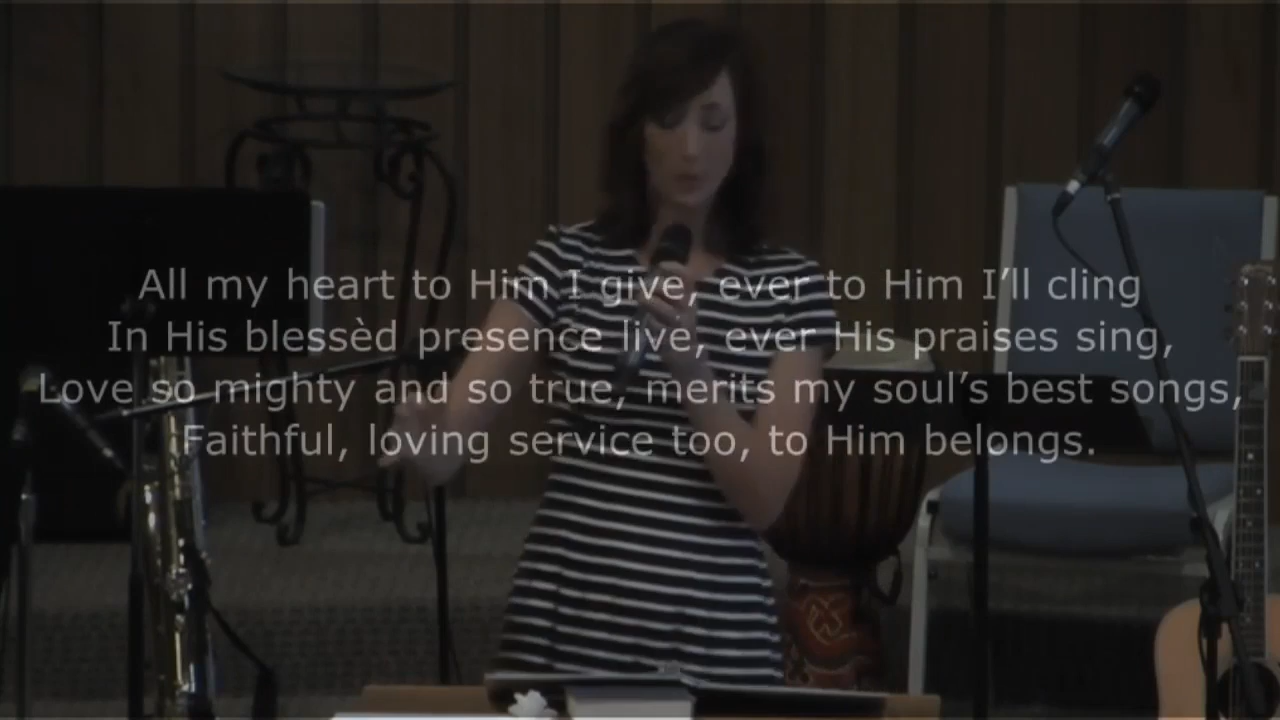 All my heart to Him I give, ever to Him I’ll cling
In His blessèd presence live, ever His praises sing,
Love so mighty and so true, merits my soul’s best songs,
Faithful, loving service too, to Him belongs.